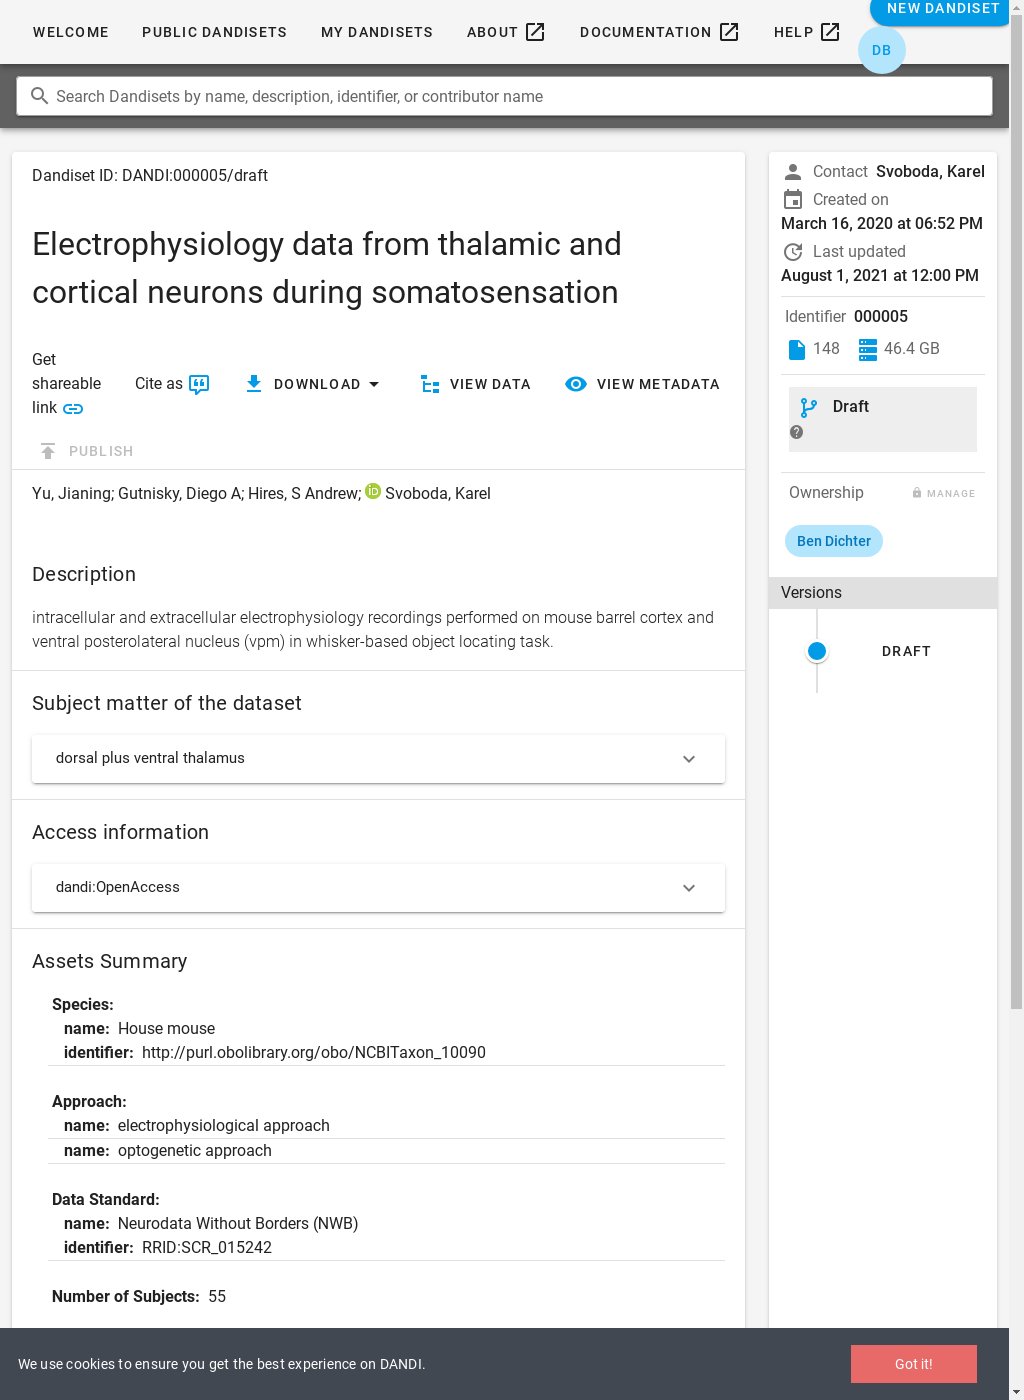 WELCOME PUBLIC DANDISETS MY DANDISETS ABOUT DOCUMENTATION HELP NEW DANDISET
DB
Search Dandisets by name, description, identifier, or contributor name
Dandiset ID: DANDI:000005/draft
Electrophysiology data from thalamic and
cortical neurons during somatosensation
Get
shareable
link
Cite as
DOWNLOAD
VIEW DATA
VIEW METADATA
PUBLISH
Yu, Jianing; Gutnisky, Diego A; Hires, S Andrew; iD Svoboda, Karel
Description
intracellular and extracellular electrophysiology recordings performed on mouse barrel cortex and
ventral posterolateral nucleus (vpm) in whisker-based object locating task.
Subject matter of the dataset
dorsal plus ventral thalamus
Access information
dandi:OpenAccess
Assets Summary
Species:
name: House mouse
identifier: http://purl.obolibrary.org/obo/NCBITaxon_10090
Approach:
name: electrophysiological approach
name: optogenetic approach
Data Standard:
name: Neurodata Without Borders (NWB)
identifier: RRID:SCR_015242
Number of Subjects: 55
Contact Svoboda, Karel
Created on
March 16, 2020 at 06:52 PM
Last updated
August 1, 2021 at 12:00 PM
Identifier 000005
148 46.4 GB
Draft
?
Ownership MANAGE
Ben Dichter
Versions
DRAFT
We use cookies to ensure you get the best experience on DANDI.
Got it!